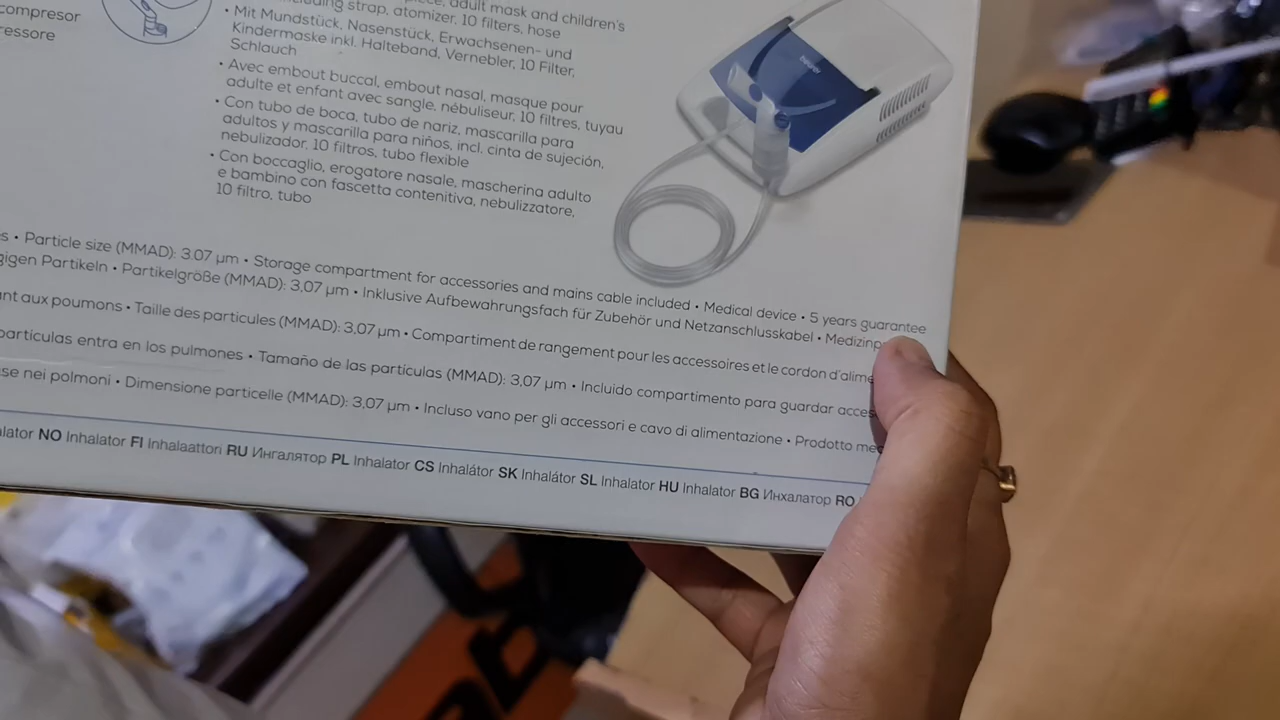 compresor
ressore
ding strap, atomizer, 10 filters, hose
adult mask and children's
• Mit Mundstück, Nasenstück, Erwachsenen- und
Kindermaske inkl. Halteband, Vernebler, 10 Filter,
Schlauch
• Avec embout buccal, embout nasal, masque pour
adulte et enfant avec sangle, nébuliseur, 10 filtres, tuyau
• Con tubo de boca, tubo de nariz, mascarilla para
adultos y mascarilla para niños, incl. cinta de sujeción,
nebulizador, 10 filtros, tubo flexible
• Con boccaglio, erogatore nasale, mascherina adulto
e bambino con fascetta contenitiva, nebulizzatore,
10 filtro, tubo
beurer
s • Particle size (MMAD): 3.07 µm • Storage compartment for accessories and mains cable included • Medical device • 5 years guarantee
gigen Partikeln • Partikelgröße (MMAD): 3,07 µm • Inklusive Aufbewahrungsfach für Zubehör und Netzanschlusskabel • Medizinp
nt aux poumons • Taille des particules (MMAD): 3,07 µm • Compartiment de rangement pour les accessoires et le cordon d'alime
partículas entra en los pulmones • Tamaño de las partículas (MMAD): 3,07 µm • Incluido compartimento para guardar acces
se nei polmoni • Dimensione particelle (MMAD): 3,07 µm • Incluso vano per gli accessori e cavo di alimentazione • Prodotto med
alator NO Inhalator FI Inhalaattori RU Ингалятор PL Inhalator CS Inhalátor SK Inhalátor SL Inhalator HU Inhalator BG Инхалатор RO